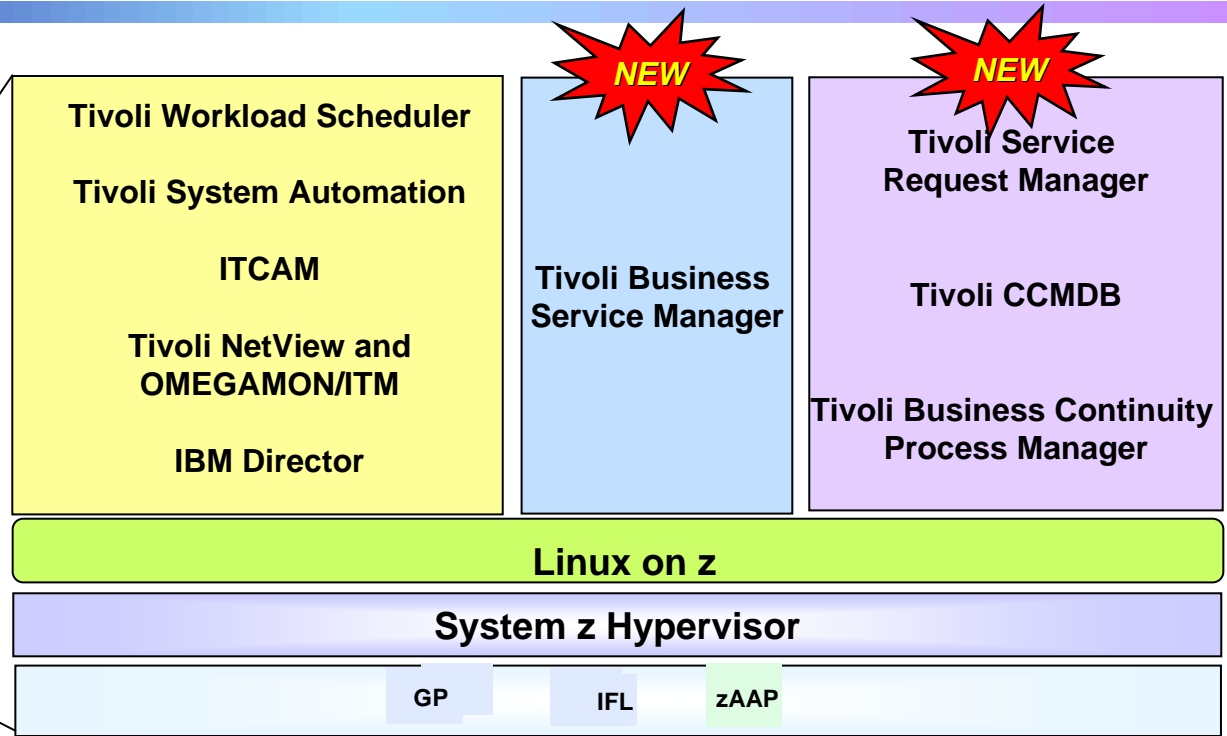 NEW
NEW
Tivoli Workload Scheduler
Tivoli System Automation
ITCAM
Tivoli NetView and
OMEGAMON/ITM
IBM Director
Tivoli Business
Service Manager
Tivoli Service
Request Manager
Tivoli CCMDB
Tivoli Business Continuity
Process Manager
Linux on z
System z Hypervisor
GP
IFL
zAAP